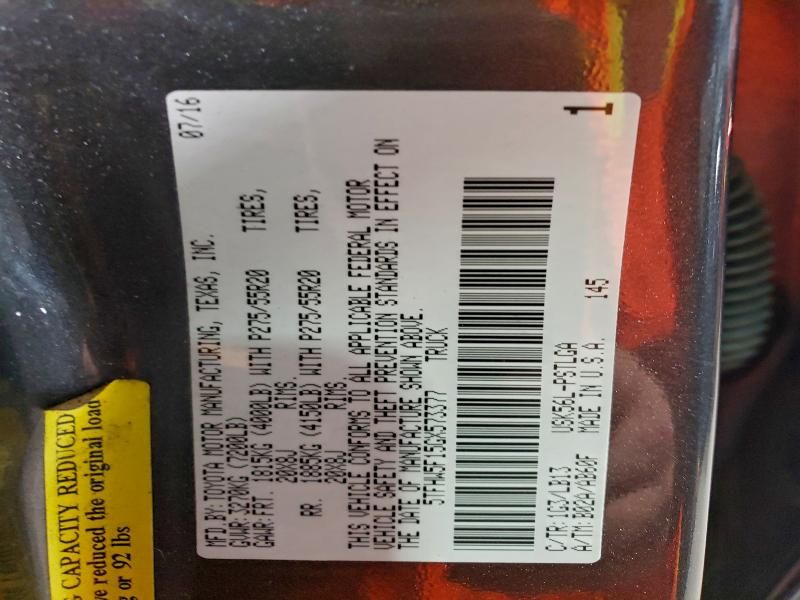 07/16
MFD.BY: TOYOTA MOTOR MANUFACTURING, TEXAS, INC.
GVWR: 3270KG (7200LB)
GAWR: FRT. 1815KG (4000LB) WITH P275/55R20 TIRES,
20X8J RIMS.
RR. 1885KG (4150LB) WITH P275/55R20 TIRES,
20X8J RIMS.
THIS VEHICLE CONFORMS TO ALL APPLICABLE FEDERAL MOTOR
VEHICLE SAFETY AND THEFT PREVENTION STANDARDS IN EFFECT ON
THE DATE OF MANUFACTURE SHOWN ABOVE.
5TFHW5F15GX573377 TRUCK
C/TR: 1G3/LB13 USK56L-PSTLGA
A/TM: B02A/AB60F MADE IN U.S.A. 145
1
CAPACITY REDUCED
reduced the original load
or 92 lbs